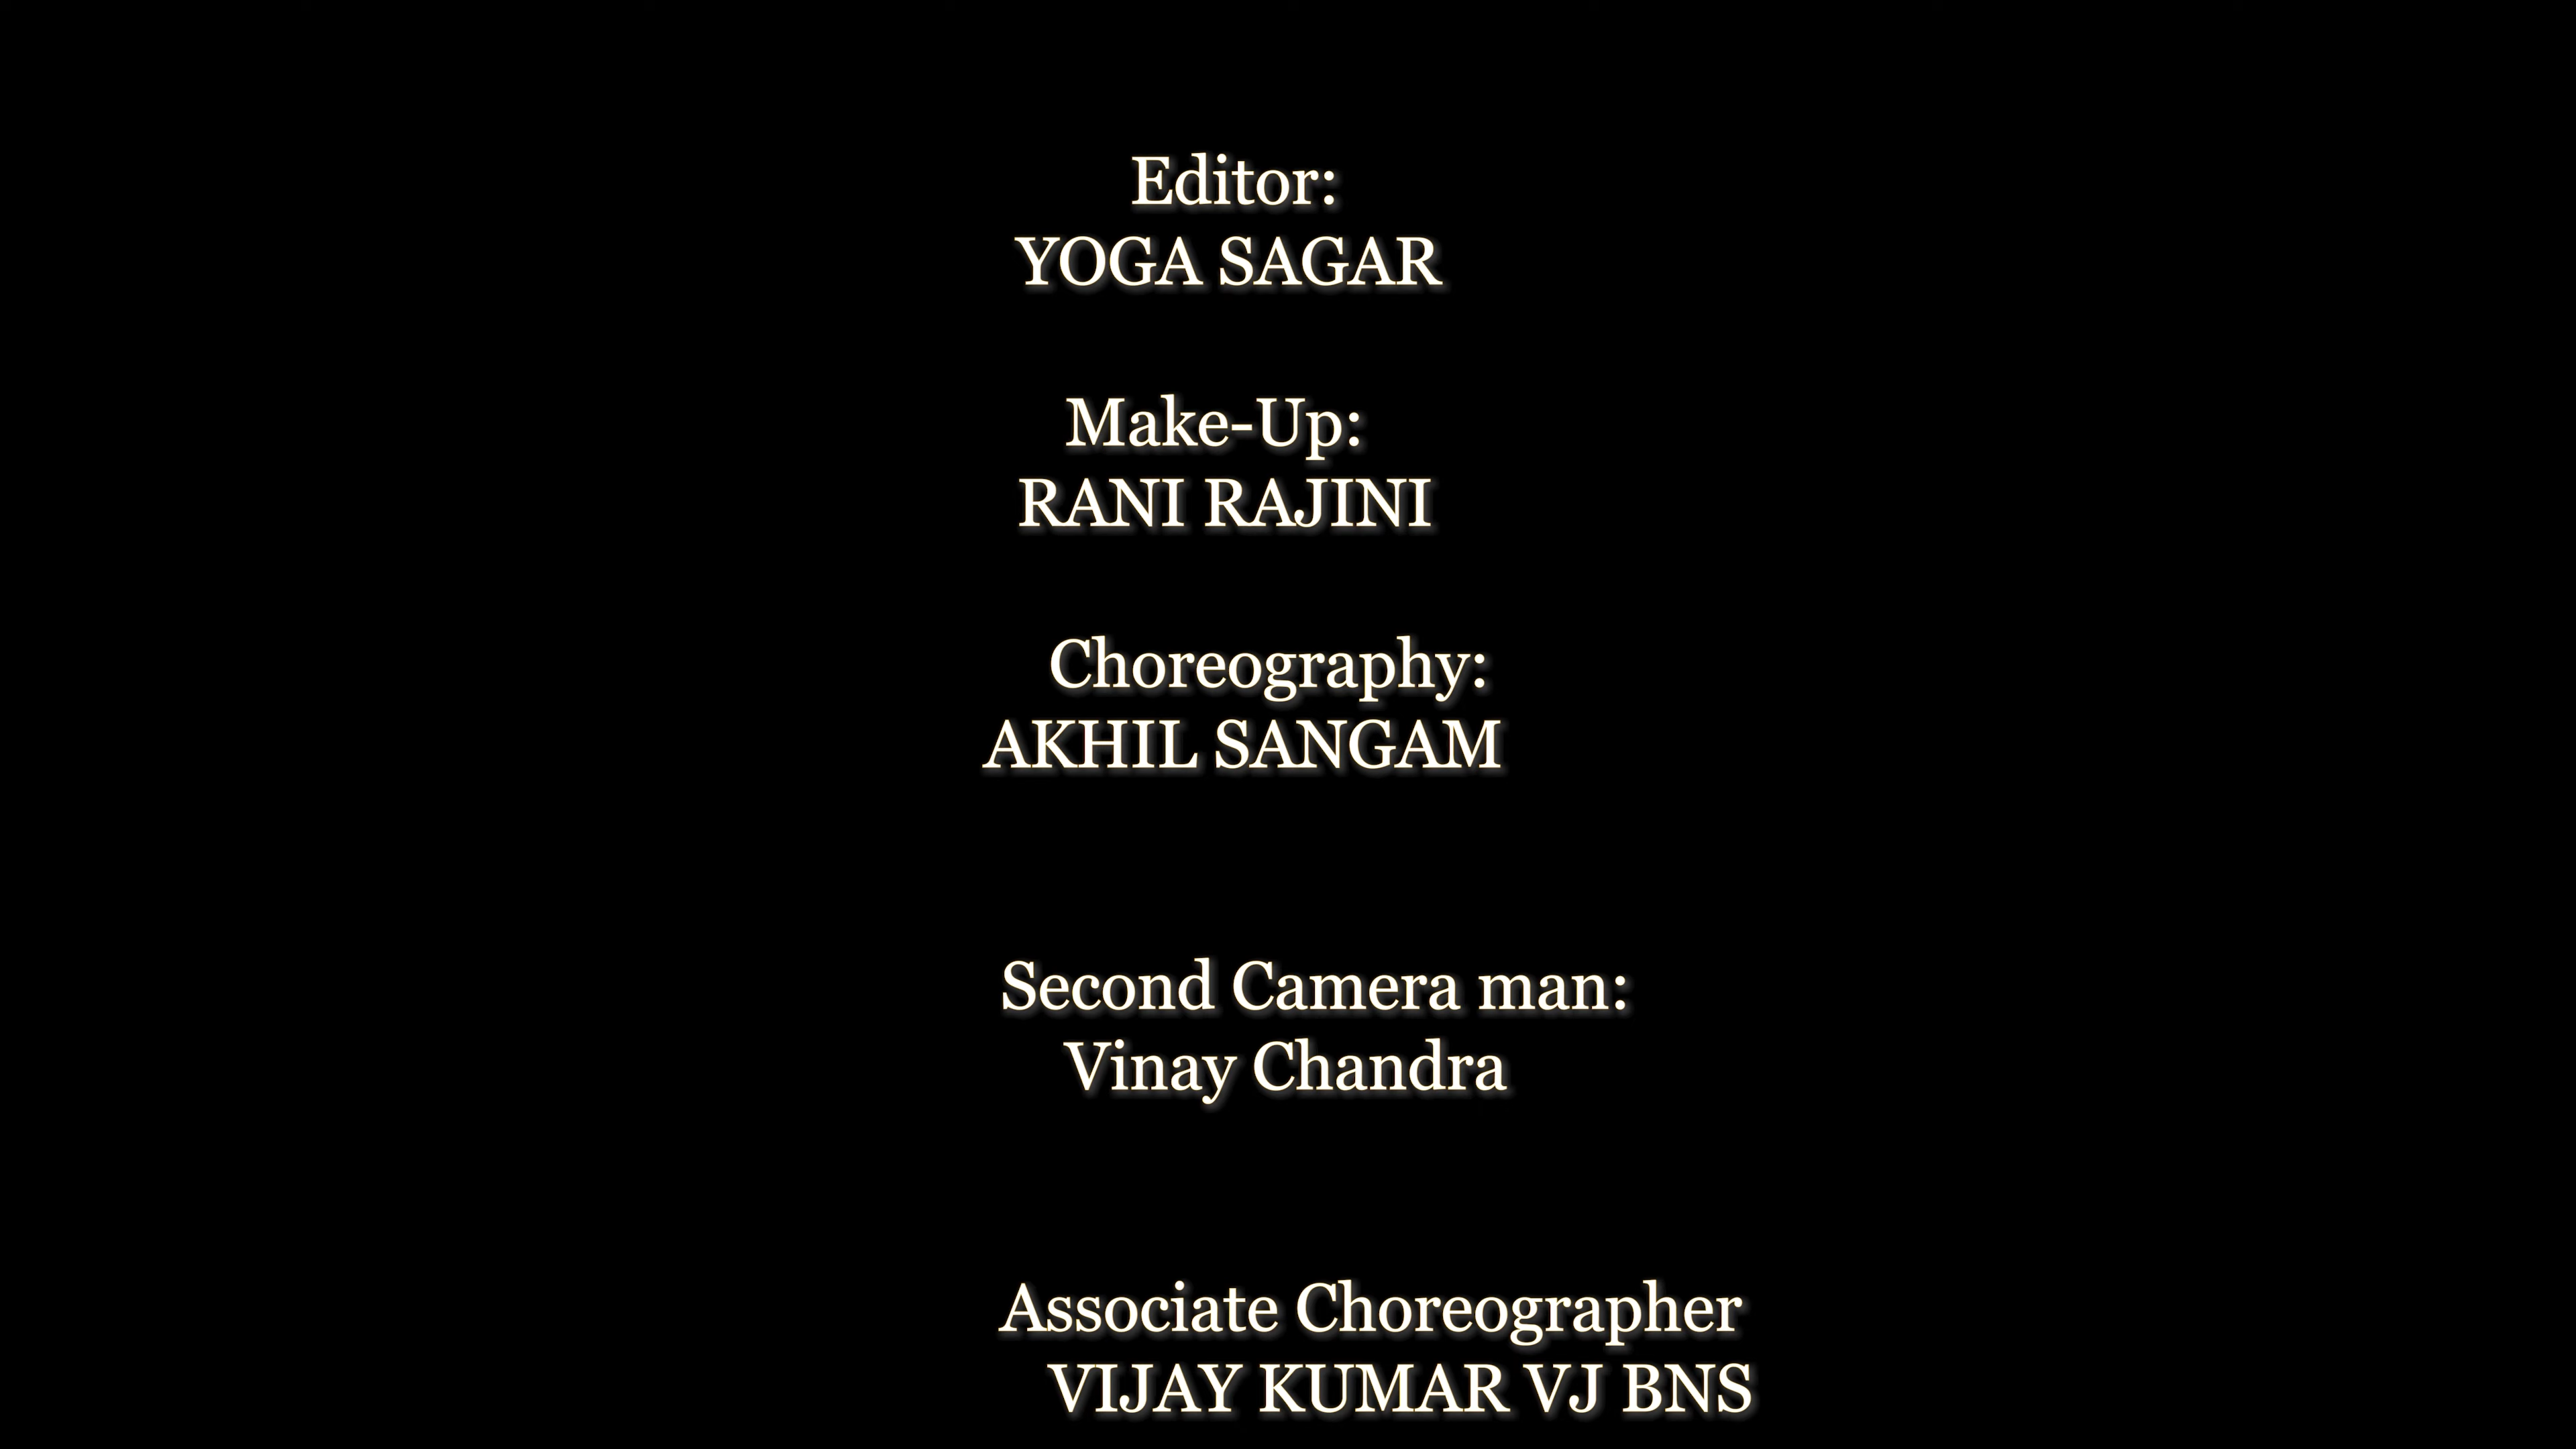 Editor:
YOGA SAGAR
Make-Up:
RANI RAJINI
Choreography:
AKHIL SANGAM
Second Camera man:
Vinay Chandra
Associate Choreographer
VIJAY KUMAR VJ BNS